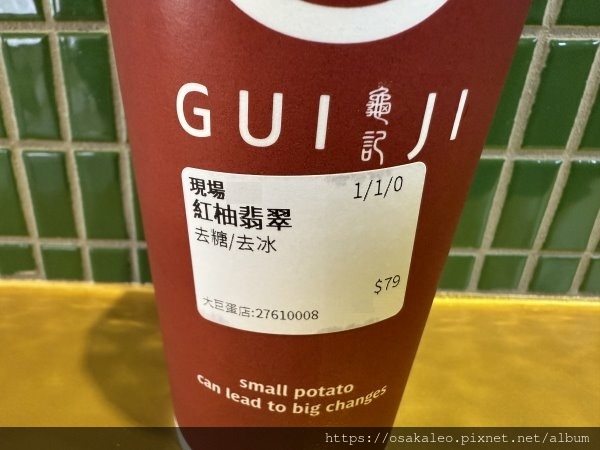 GUI 龜記 JI
現場 1/1/0
紅柚翡翠
去糖/去冰
$79
大豆蛋店:27610008
small potato
can lead to big changes
https://osakaleo.pixnet.net/album